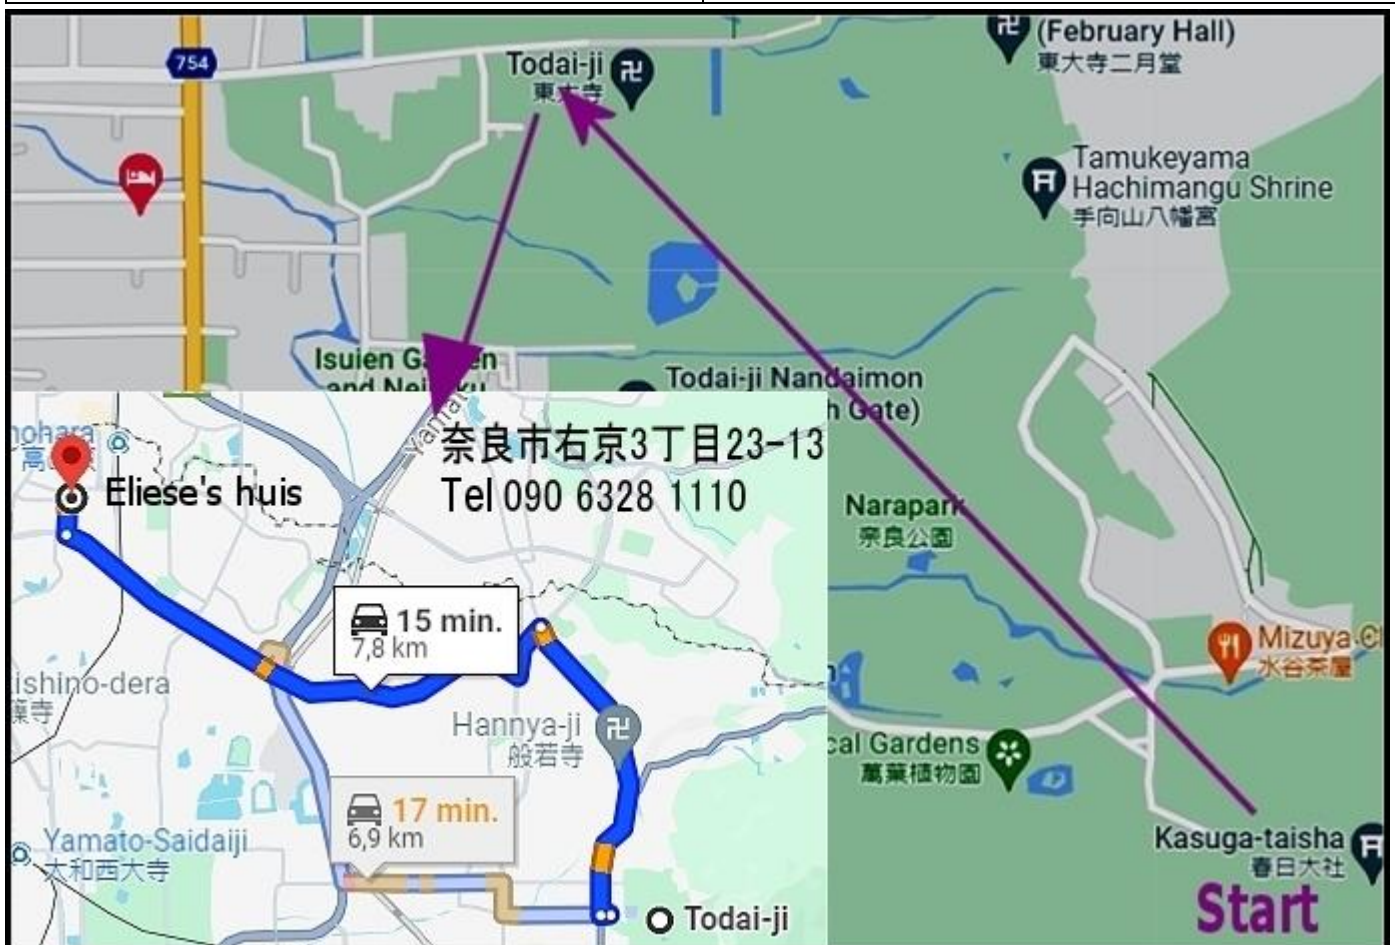 754
Todai-ji
東大寺
(February Hall)
東大寺二月堂
Tamukeyama
Hachimangu Shrine
手向山八幡宮
Isuien Garden
Todai-ji Nandaimon
h Gate)
奈良市右京3丁目23-13
Tel 090 6328 1110
Eliese's huis
Narapark
奈良公園
15 min.
7,8 km
Mizuya
水谷茶屋
ishino-dera
Hannya-ji
般若寺
cal Gardens
萬葉植物園
17 min.
6,9 km
Yamato-Saidaiji
大和西大寺
Kasuga-taisha
春日大社
Start
Todai-ji